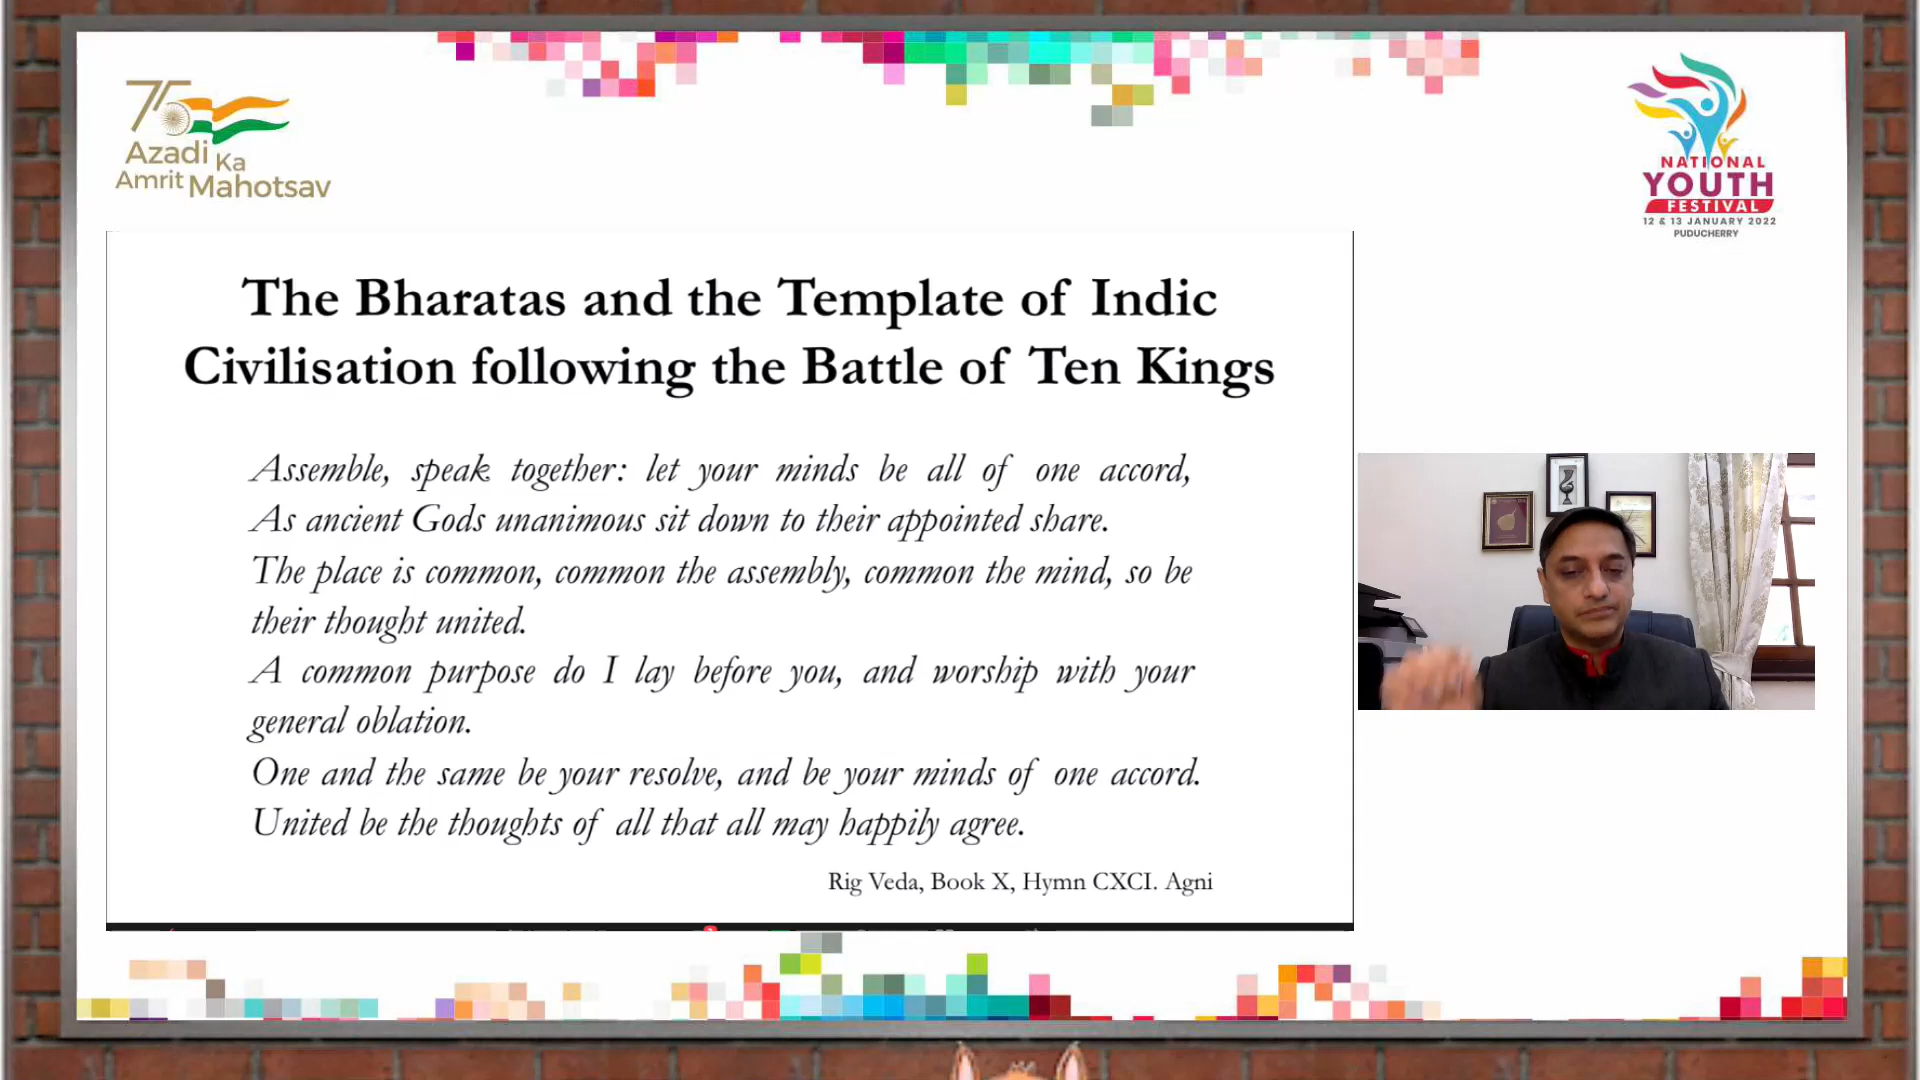 75
Azadi Ka
Amrit Mahotsav
NATIONAL
YOUTH
FESTIVAL
12 & 13 JANUARY 2022
PUDUCHERRY
The Bharatas and the Template of Indic
Civilisation following the Battle of Ten Kings
Assemble, speak together: let your minds be all of one accord,
As ancient Gods unanimous sit down to their appointed share.
The place is common, common the assembly, common the mind, so be
their thought united.
A common purpose do I lay before you, and worship with your
general oblation.
One and the same be your resolve, and be your minds of one accord.
United be the thoughts of all that all may happily agree.
Rig Veda, Book X, Hymn CXCI. Agni